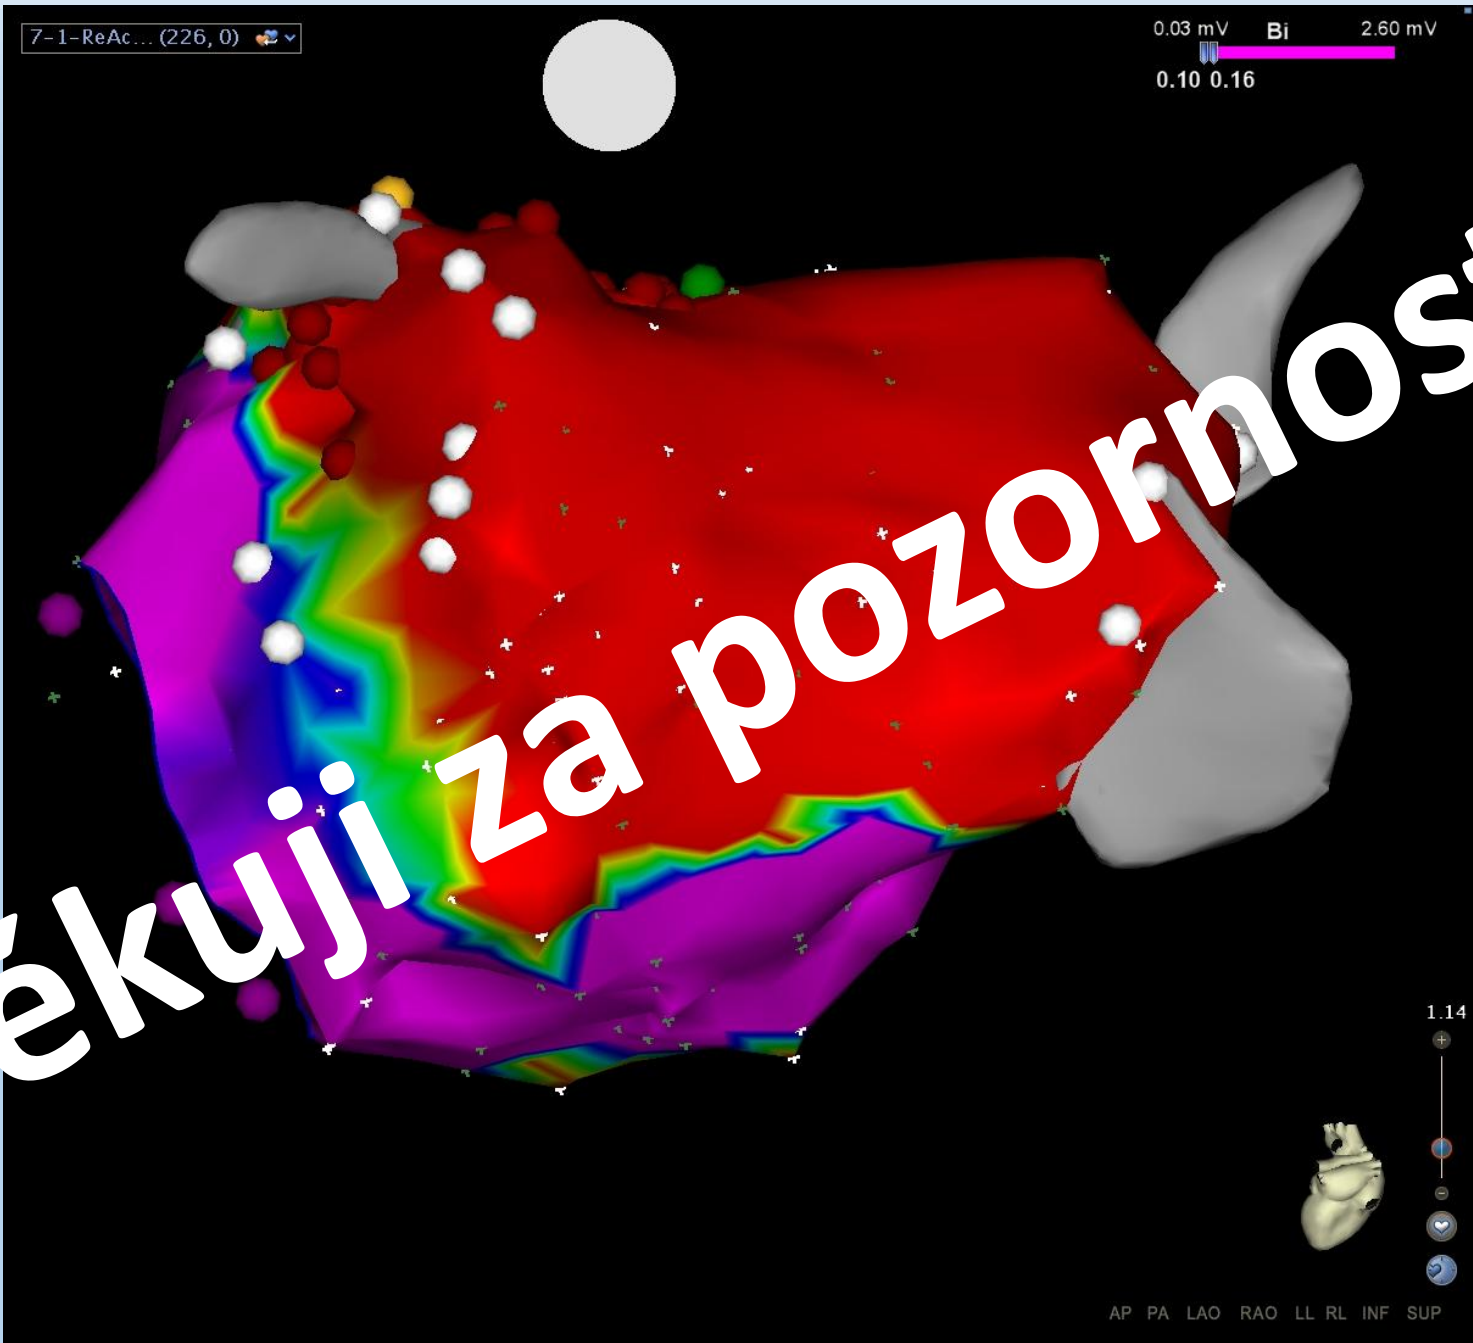 7-1-ReAc... (226, 0)
0.03 mV Bi 2.60 mV
0.10 0.16
ěkuji za pozornost
1.14
AP PA LAO RAO LL RL INF SUP